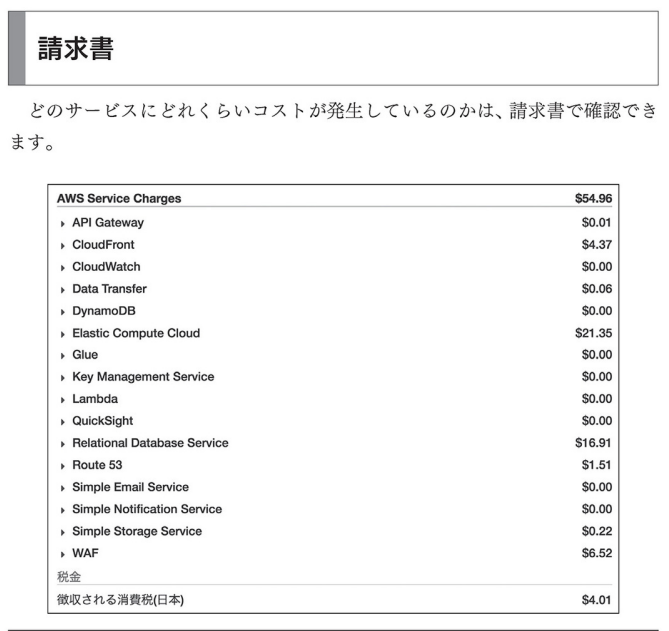 請求書
どのサービスにどれくらいコストが発生しているのかは、請求書で確認でき
ます。
AWS Service Charges $54.96
API Gateway $0.01
CloudFront $4.37
CloudWatch $0.00
Data Transfer $0.06
DynamoDB $0.00
Elastic Compute Cloud $21.35
Glue $0.00
Key Management Service $0.00
Lambda $0.00
QuickSight $0.00
Relational Database Service $16.91
Route 53 $1.51
Simple Email Service $0.00
Simple Notification Service $0.00
Simple Storage Service $0.22
WAF $6.52
税金
徴収される消費税(日本) $4.01